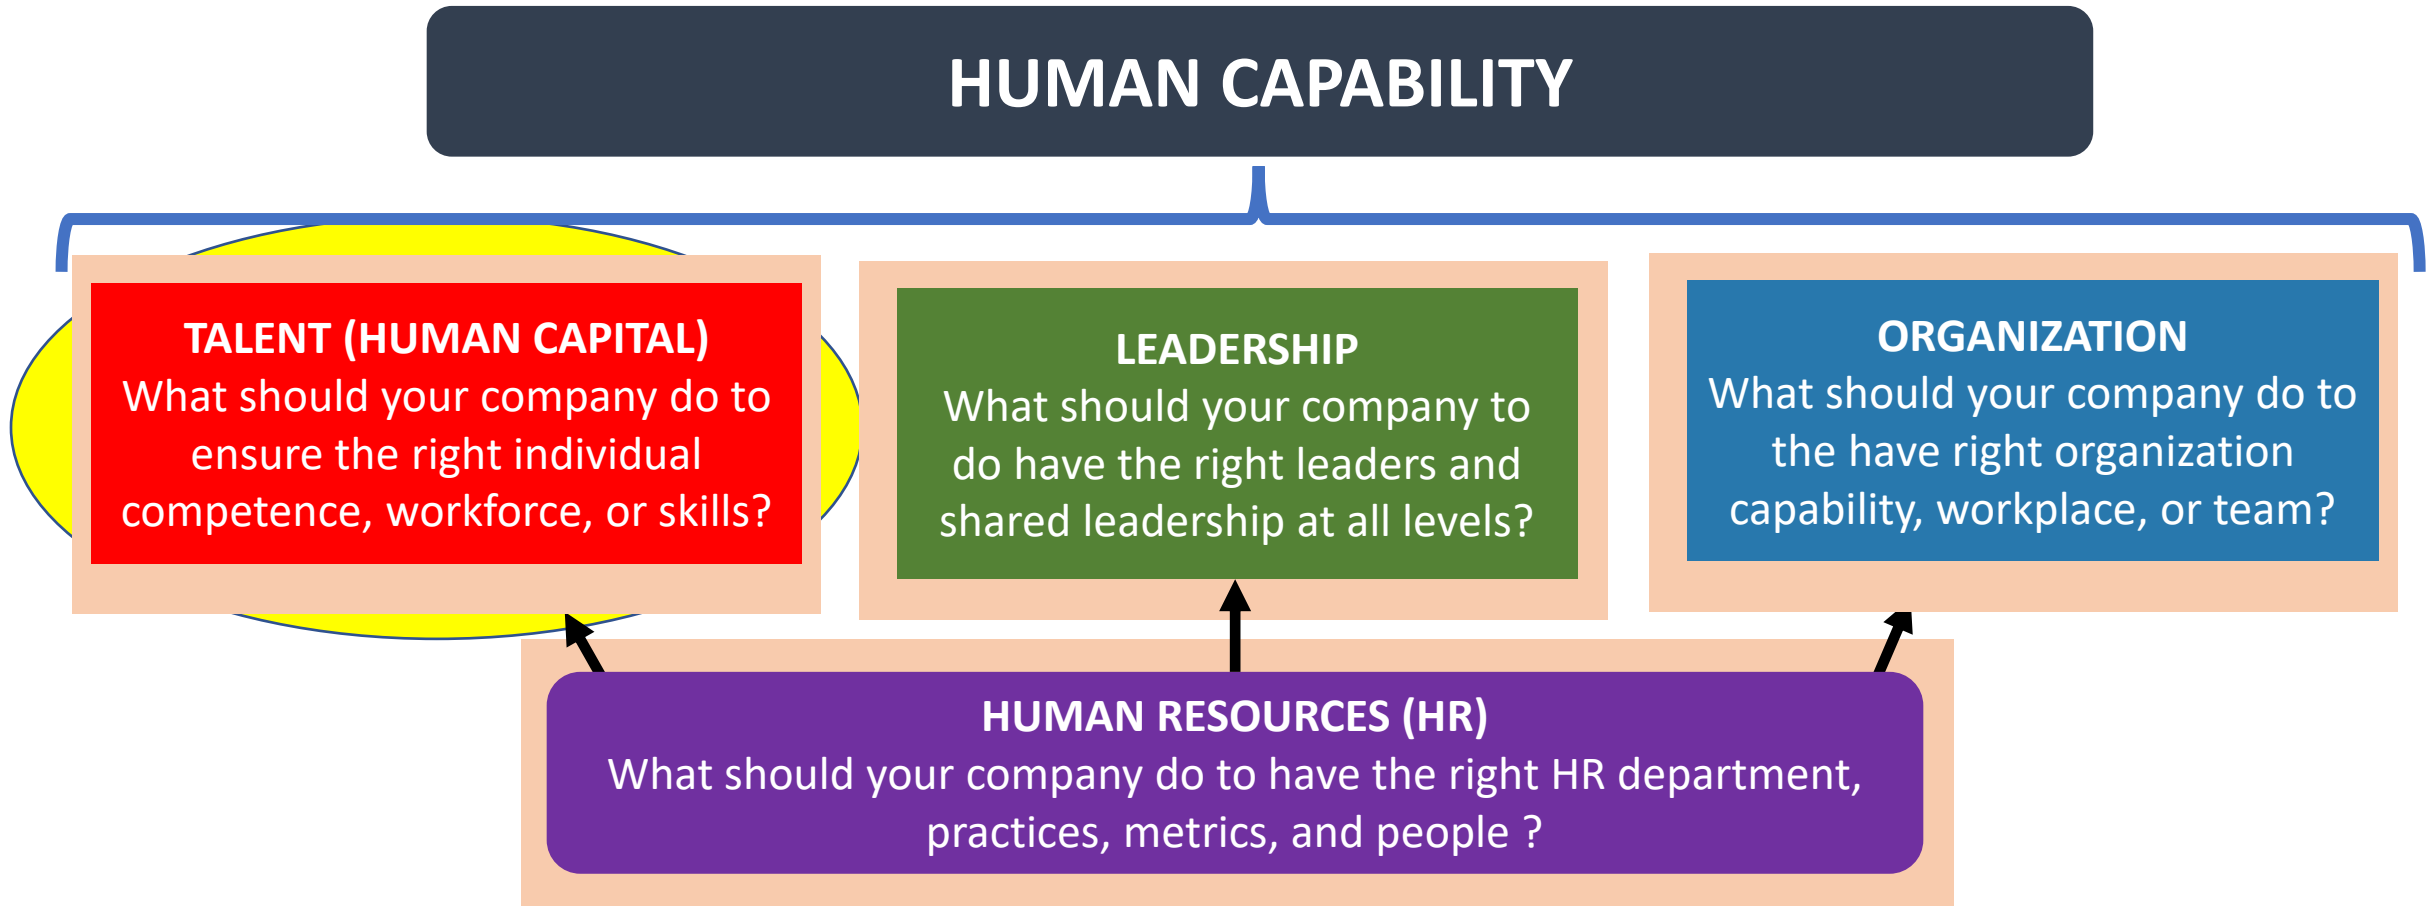 HUMAN CAPABILITY
TALENT (HUMAN CAPITAL)
What should your company do to
ensure the right individual
competence, workforce, or skills?
LEADERSHIP
What should your company to
do have the right leaders and
shared leadership at all levels?
ORGANIZATION
What should your company do to
the have right organization
capability, workplace, or team?
HUMAN RESOURCES (HR)
What should your company do to have the right HR department,
practices, metrics, and people ?